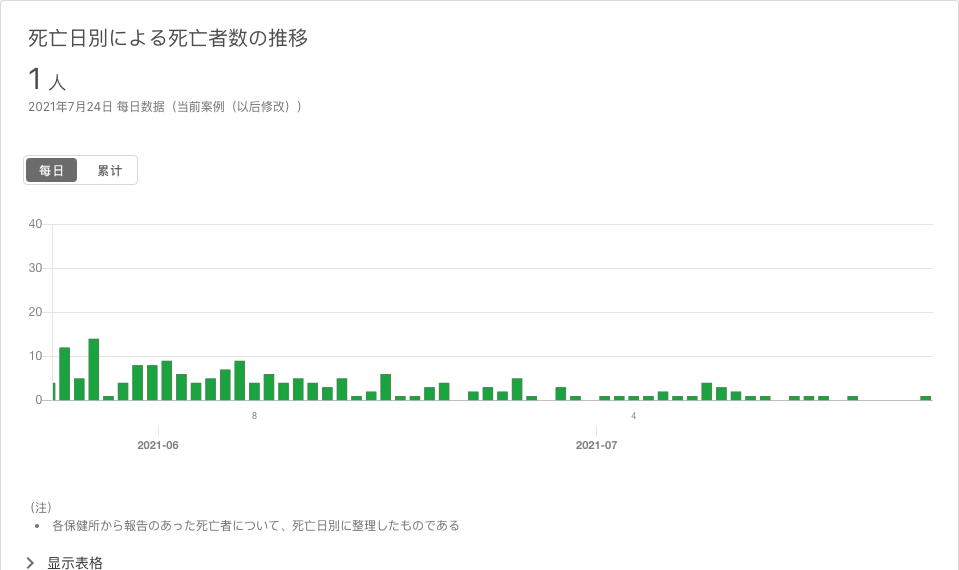 死亡日別による死亡者数の推移
1 人
2021年7月24日 每日数据（当前案例（以后修改））
每日 累计
40
30
20
10
0
8 4
2021-06 2021-07
（注）
• 各保健所から報告のあった死亡者について、死亡日別に整理したものである
显示表格